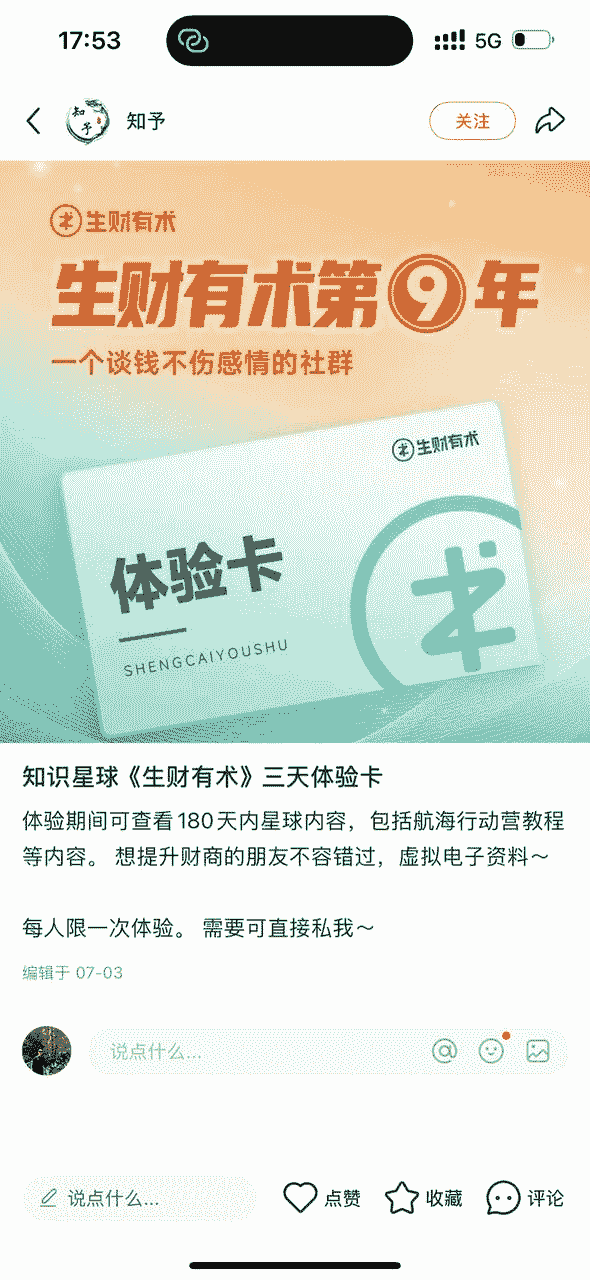 17:53
5G
知予
知予
关注
生财有术
生财有术第9年
一个谈钱不伤感情的社群
生财有术
体验卡
SHENGCAIYOUSHU
知识星球《生财有术》三天体验卡
体验期间可查看180天内星球内容，包括航海行动营教程
等内容。 想提升财商的朋友不容错过，虚拟电子资料～
每人限一次体验。 需要可直接私我～
编辑于 07-03
说点什么...
说点什么...
点赞
收藏
评论